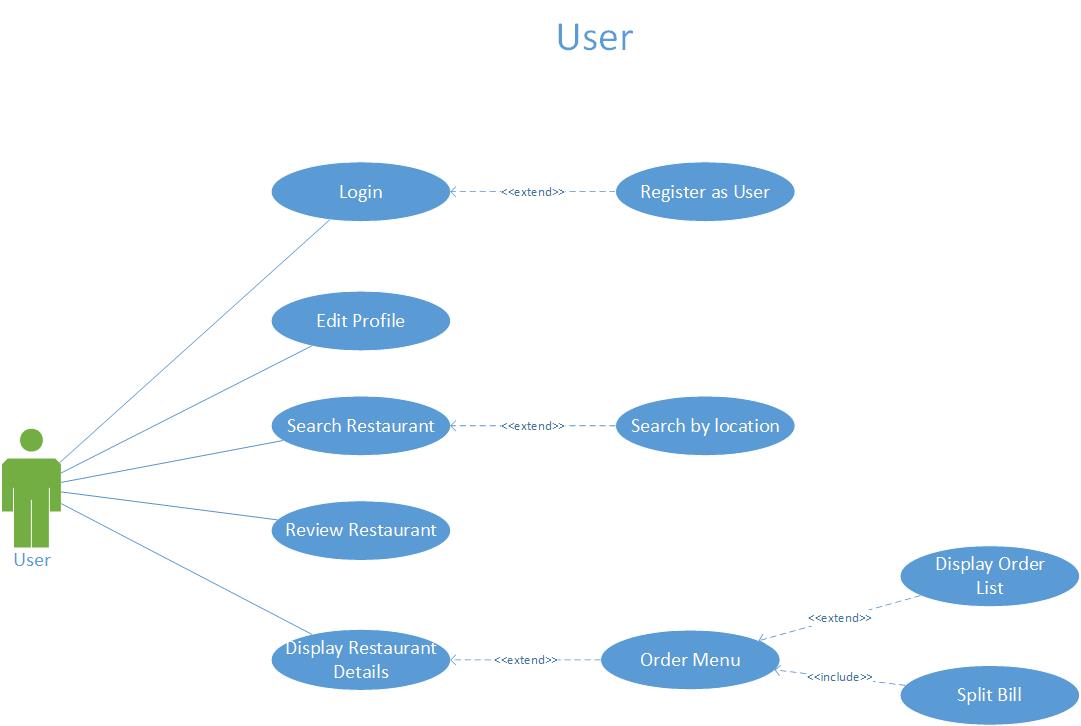 User
Login
<<extend>>
Register as User
Edit Profile
Search Restaurant
<<extend>>
Search by location
User
Review Restaurant
Display Order
List
<<extend>>
Display Restaurant
Details
<<extend>>
Order Menu
<<include>>
Split Bill